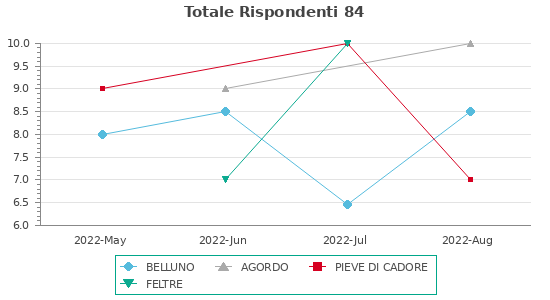 Totale Rispondenti 84
10.0
9.5
9.0
8.5
8.0
7.5
7.0
6.5
6.0
2022-May 2022-Jun 2022-Jul 2022-Aug
BELLUNO AGORDO PIEVE DI CADORE
FELTRE